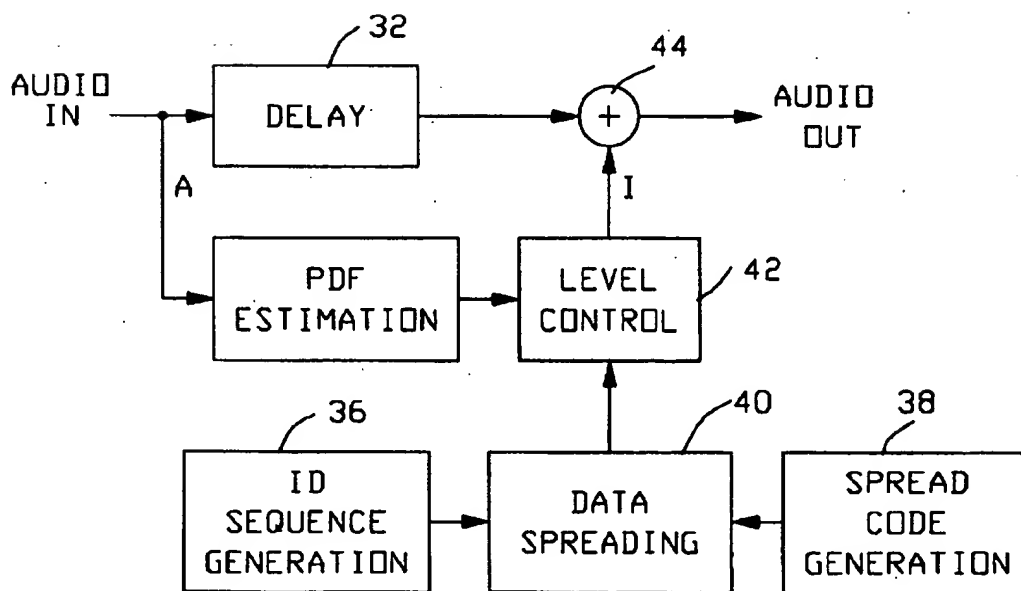 32
44
AUDIO
IN
DELAY
+
AUDIO
OUT
A
I
PDF
ESTIMATION
LEVEL
CONTROL
42
36
40
38
ID
SEQUENCE
GENERATION
DATA
SPREADING
SPREAD
CODE
GENERATION